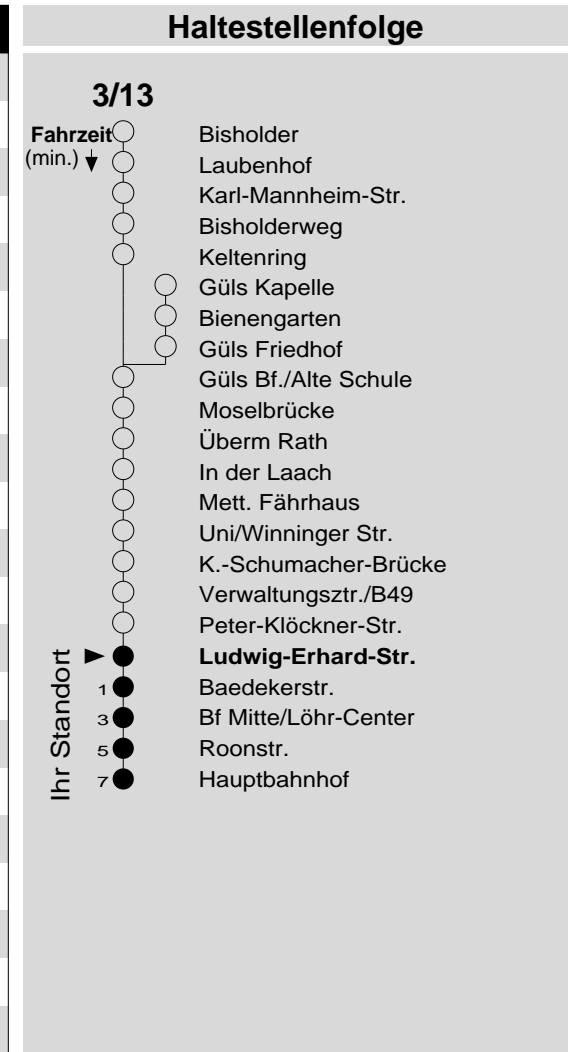 Haltestellenfolge
3/13
Fahrzeit
(min.)
Bisholder
Laubenhof
Karl-Mannheim-Str.
Bisholderweg
Keltenring
Güls Kapelle
Bienengarten
Güls Friedhof
Güls Bf./Alte Schule
Moselbrücke
Überm Rath
In der Laach
Mett. Fährhaus
Uni/Winninger Str.
K.-Schumacher-Brücke
Verwaltungsztr./B49
Peter-Klöckner-Str.
Ludwig-Erhard-Str.
1 Baedekerstr.
3 Bf Mitte/Löhr-Center
5 Roonstr.
7 Hauptbahnhof
Ihr Standort